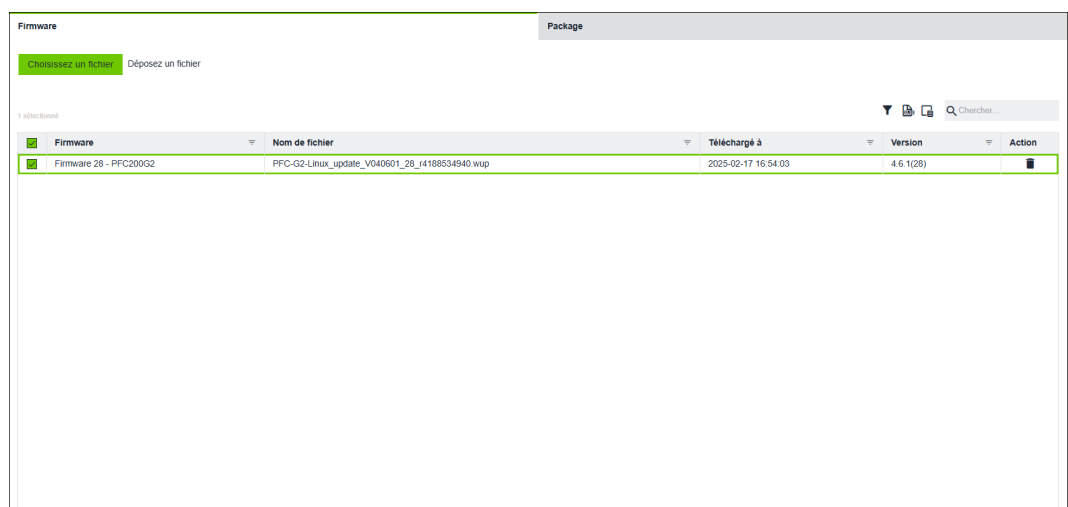 Firmware Package
Choisissez un fichier Déposez un fichier
1 sélectionné Chercher...
Firmware Nom de fichier Téléchargé à Version Action
Firmware 28 - PFC200G2 PFC-G2-Linux_update_V040601_28_r4188534940.wup 2025-02-17 16:54:03 4.6.1(28)